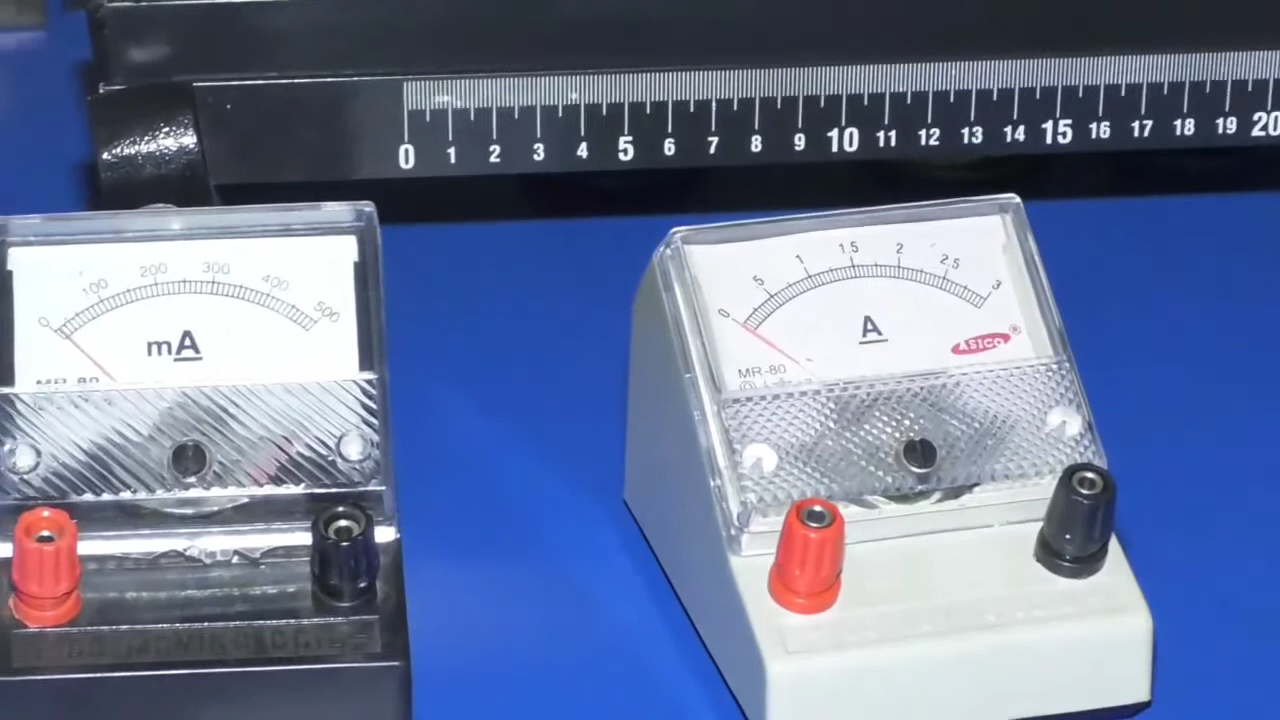 0 1 2 3 4 5 6 7 8 9 10 11 12 13 14 15 16 17 18 19 20
0 100 200 300 400 500
mA
MR-80
0 5 1 1.5 2 2.5 3
A
ASICO ®
MR-80